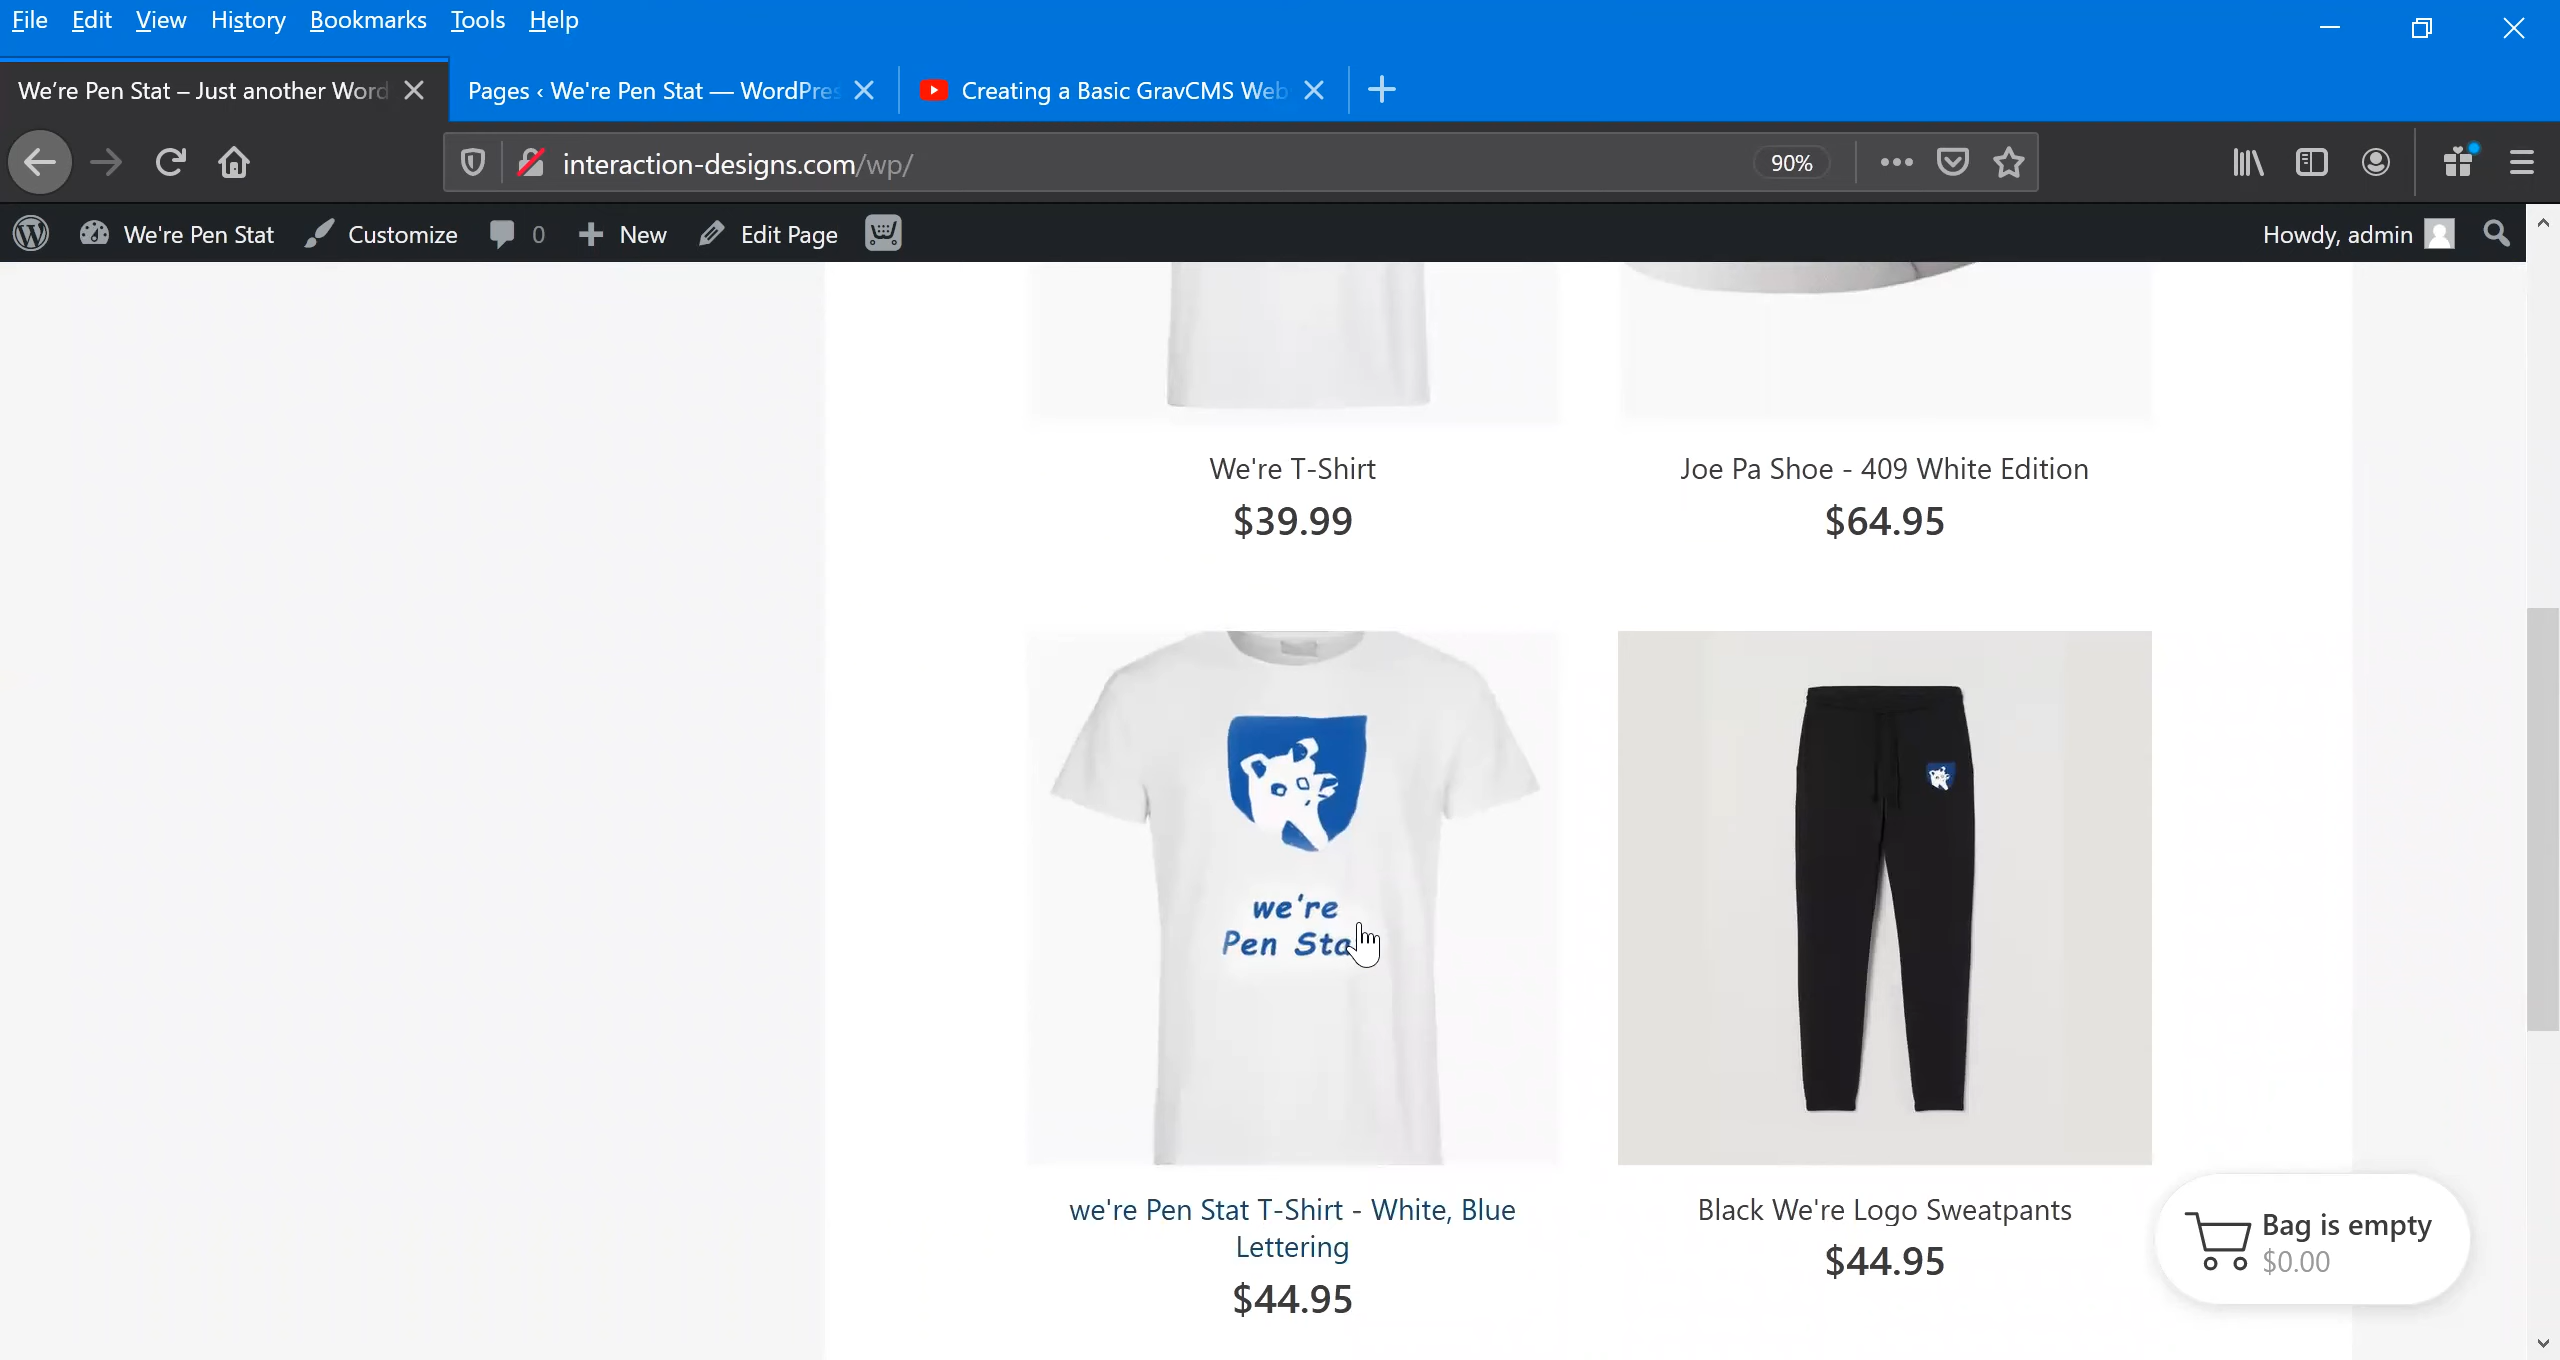 File Edit View History Bookmarks Tools Help
We're Pen Stat – Just another Word
Pages ‹ We're Pen Stat — WordPres
Creating a Basic GravCMS Web
interaction-designs.com/wp/
90%
We're Pen Stat
Customize
0
New
Edit Page
Howdy, admin
We're T-Shirt
$39.99
Joe Pa Shoe - 409 White Edition
$64.95
we're
Pen Sta
we're Pen Stat T-Shirt - White, Blue
Lettering
$44.95
Black We're Logo Sweatpants
$44.95
Bag is empty
$0.00